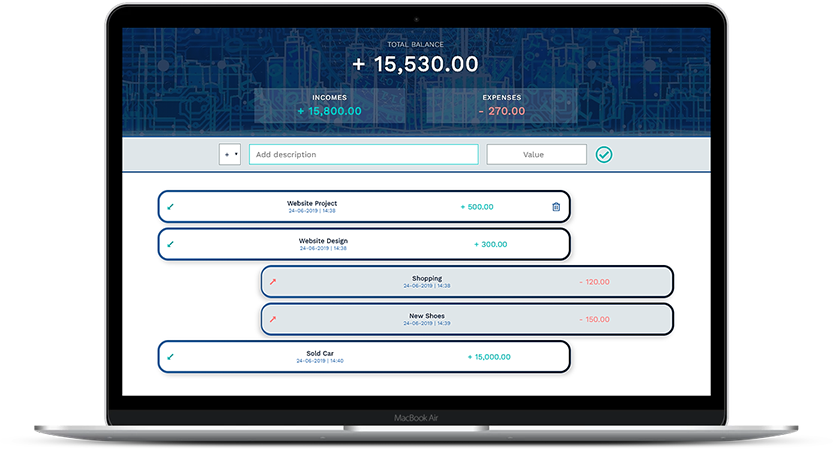 TOTAL BALANCE
+ 15,530.00
INCOMES
+ 15,800.00
EXPENSES
- 270.00
+
Add description
Value
Website Project
24-06-2019 | 14:38
+ 500.00
Website Design
24-06-2019 | 14:38
+ 300.00
Shopping
24-06-2019 | 14:38
- 120.00
New Shoes
24-06-2019 | 14:39
- 150.00
Sold Car
24-06-2019 | 14:40
+ 15,000.00
MacBook Air